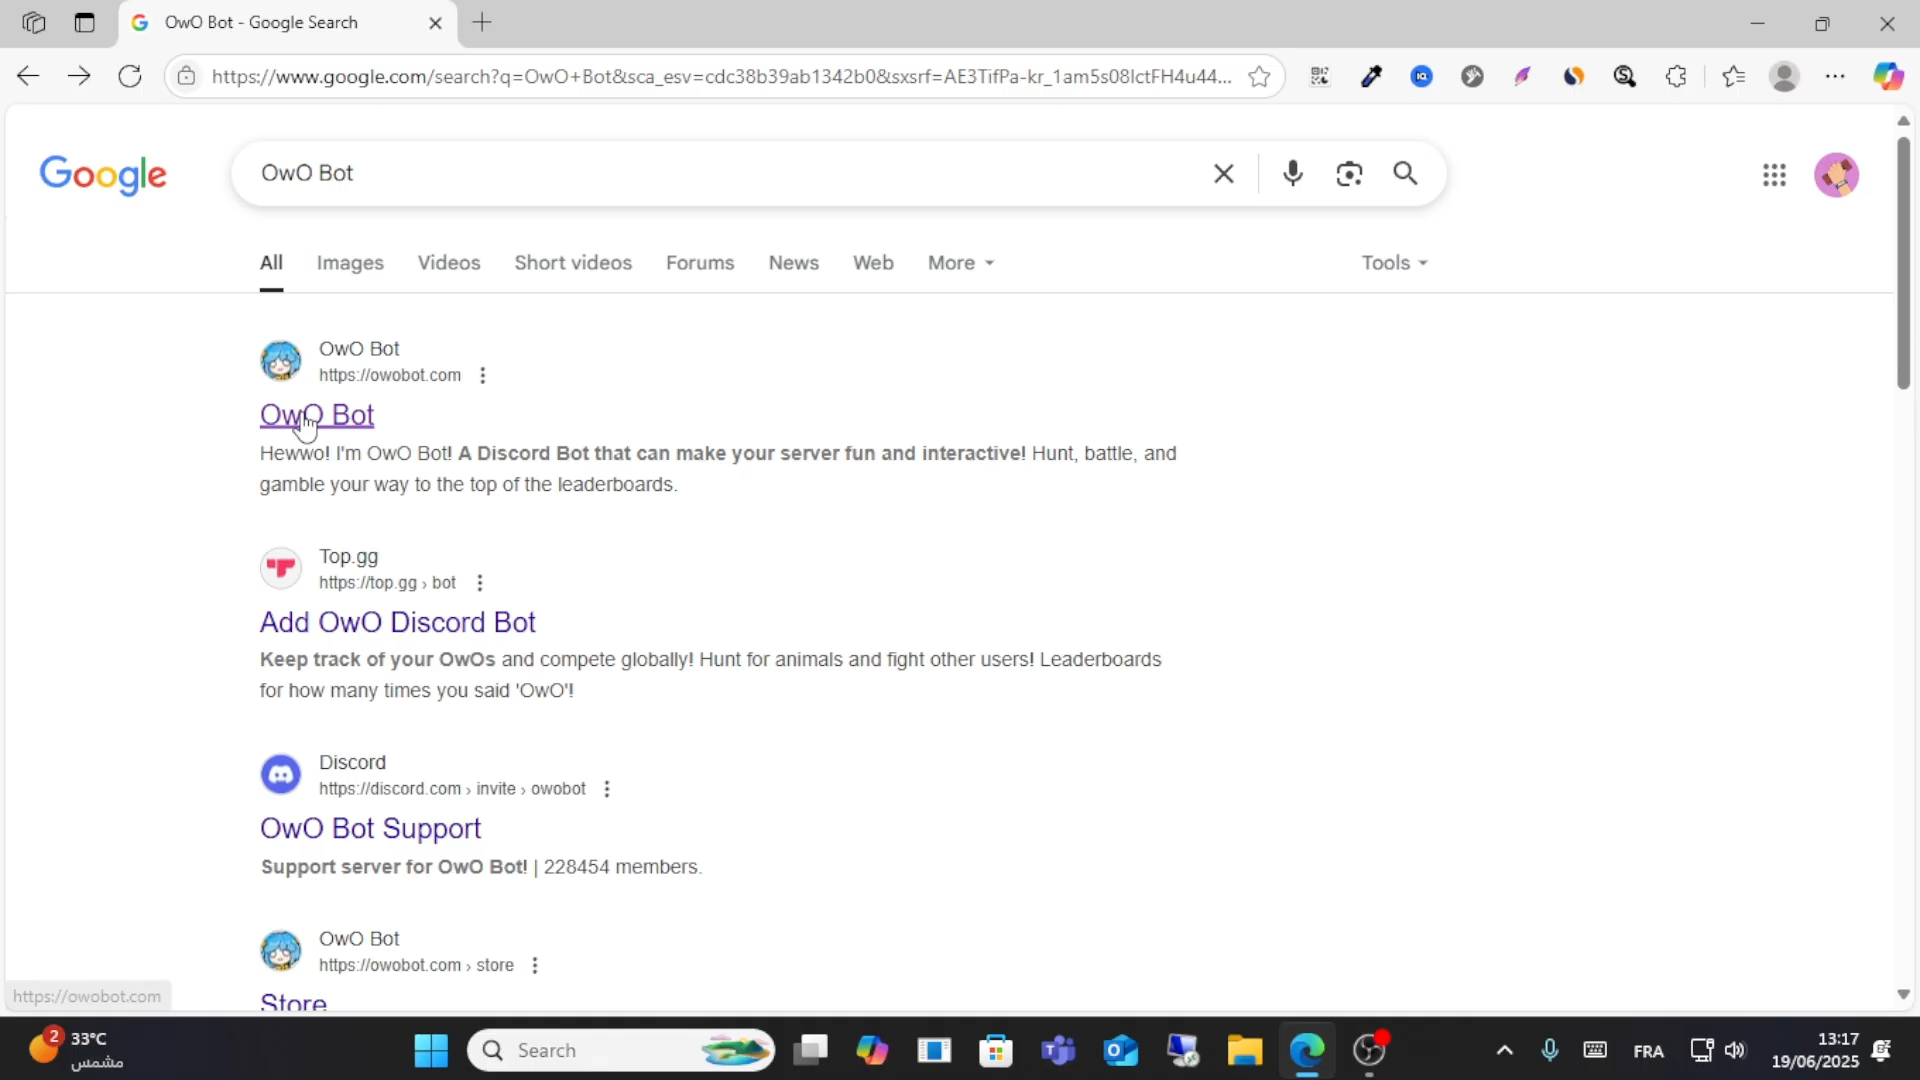 OwO Bot - Google Search
https://www.google.com/search?q=OwO+Bot&sca_esv=cdc38b39ab1342b0&sxsrf=AE3TifPa-kr_1am5s08IctFH4u44...
Google
OwO Bot
All Images Videos Short videos Forums News Web More Tools
OwO Bot
https://owobot.com
OwO Bot
Hewwo! I'm OwO Bot! A Discord Bot that can make your server fun and interactive! Hunt, battle, and
gamble your way to the top of the leaderboards.
Top.gg
https://top.gg › bot
Add OwO Discord Bot
Keep track of your OwOs and compete globally! Hunt for animals and fight other users! Leaderboards
for how many times you said 'OwO'!
Discord
https://discord.com › invite › owobot
OwO Bot Support
Support server for OwO Bot! | 228454 members.
OwO Bot
https://owobot.com › store
Store
https://owobot.com
2
33°C
مشمس
Search
FRA
13:17
19/06/2025